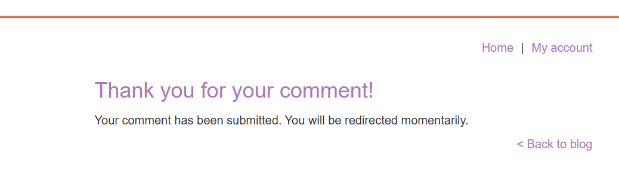 Home | My account
Thank you for your comment!
Your comment has been submitted. You will be redirected momentarily.
< Back to blog